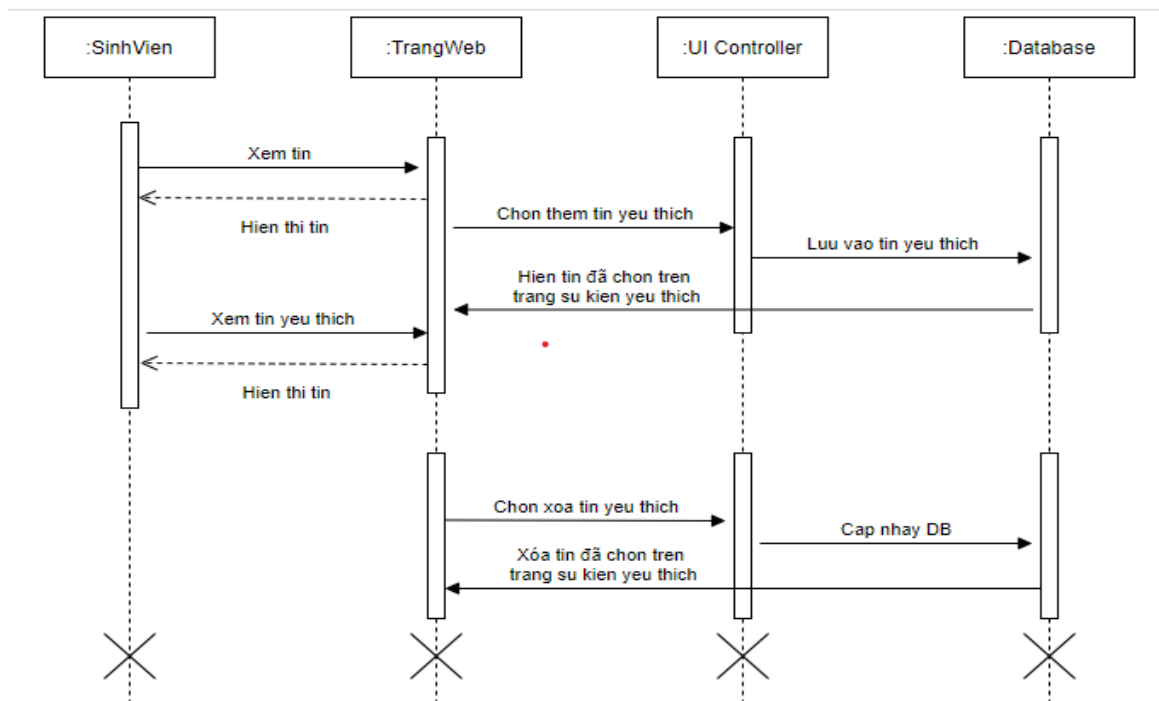 :SinhVien
:TrangWeb
:UI Controller
:Database
Xem tin
Hien thi tin
Chon them tin yeu thich
Luu vao tin yeu thich
Hien tin đã chon tren
trang su kien yeu thich
Xem tin yeu thich
Hien thi tin
Chon xoa tin yeu thich
Cap nhay DB
Xóa tin đã chon tren
trang su kien yeu thich